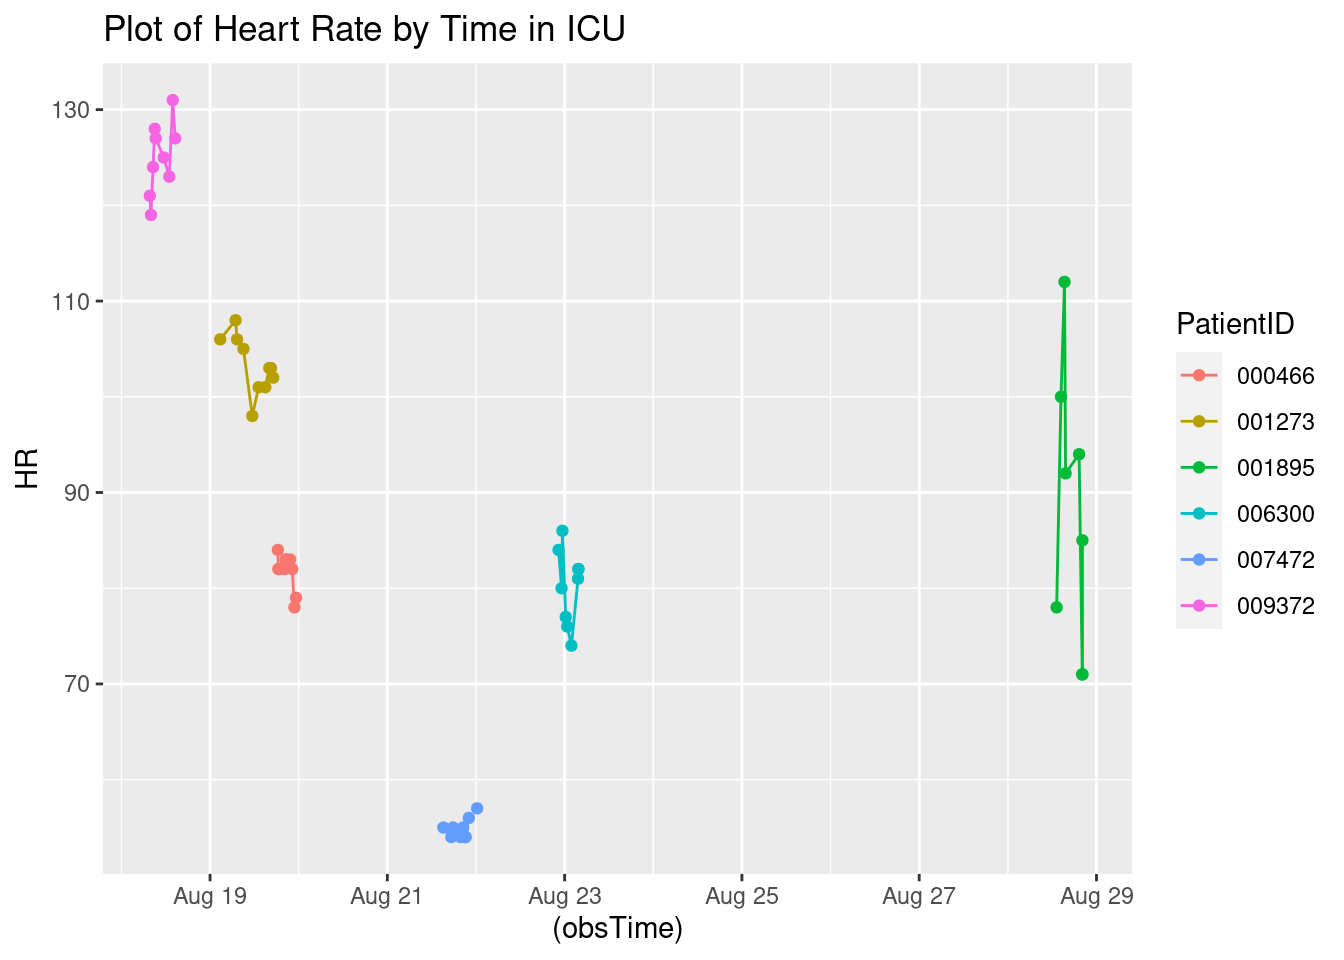 Plot of Heart Rate by Time in ICU
130
110
90
70
HR
Aug 19 Aug 21 Aug 23 Aug 25 Aug 27 Aug 29
(obsTime)
PatientID
000466
001273
001895
006300
007472
009372